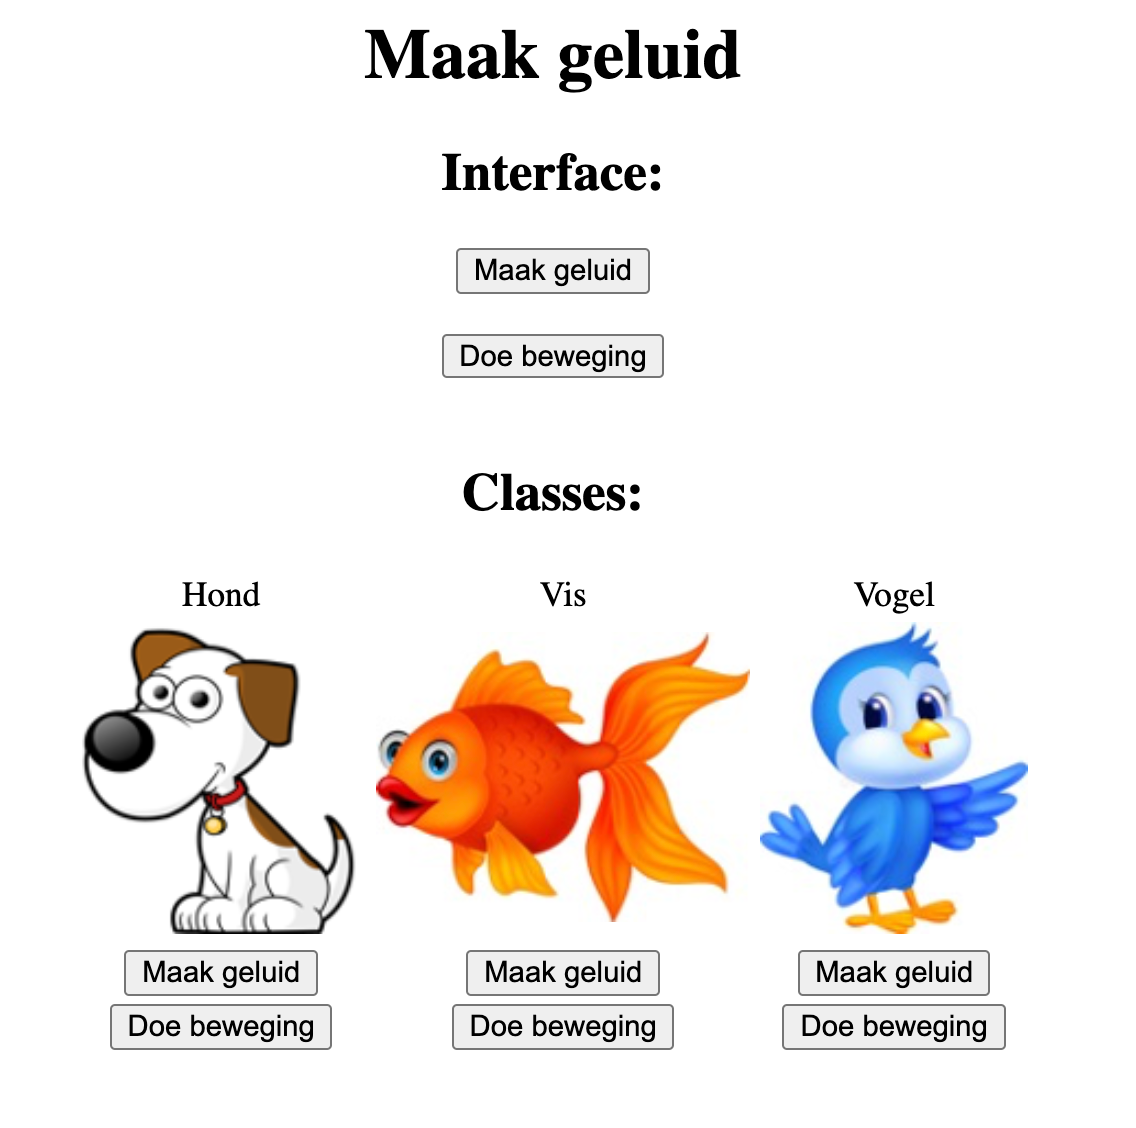 Maak geluid
Interface:
Maak geluid
Doe beweging
Classes:
Hond Vis Vogel
Maak geluid Maak geluid Maak geluid
Doe beweging Doe beweging Doe beweging